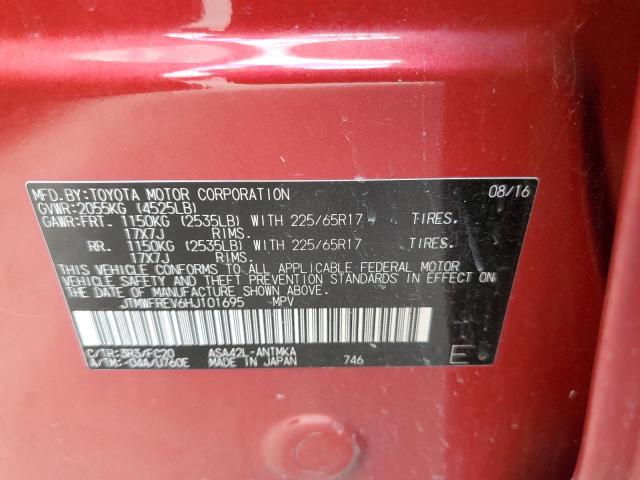 MFD. BY: TOYOTA MOTOR CORPORATION 08/16
GVWR: 2055KG (4525LB)
GAWR: FRT. 1150KG (2535LB) WITH 225/65R17 TIRES.
17X7J RIMS.
RR. 1150KG (2535LB) WITH 225/65R17 TIRES.
17X7J RIMS.
THIS VEHICLE CONFORMS TO ALL APPLICABLE FEDERAL MOTOR
VEHICLE SAFETY AND THEFT PREVENTION STANDARDS IN EFFECT ON
THE DATE OF MANUFACTURE SHOWN ABOVE.
JTMWFREV6HJ101695 -MPV
C/TR: 3R3/FC20 ASA42L-ANTMKA
A/TM: -04A/U760E MADE IN JAPAN 746
E